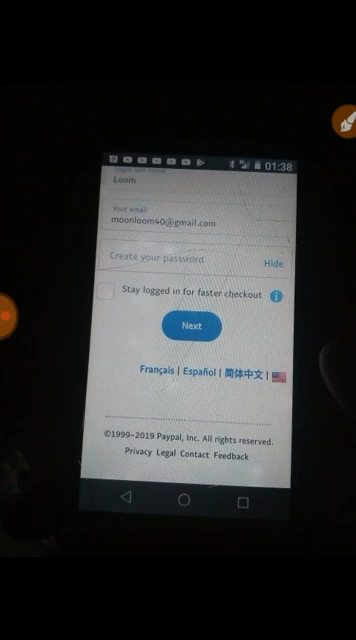 01:38
Loom
Your email
moonloom40@gmail.com
Create your password
Hide
Stay logged in for faster checkout
Next
Français | Español | 简体中文 |
©1999-2019 Paypal, Inc. All rights reserved.
Privacy Legal Contact Feedback